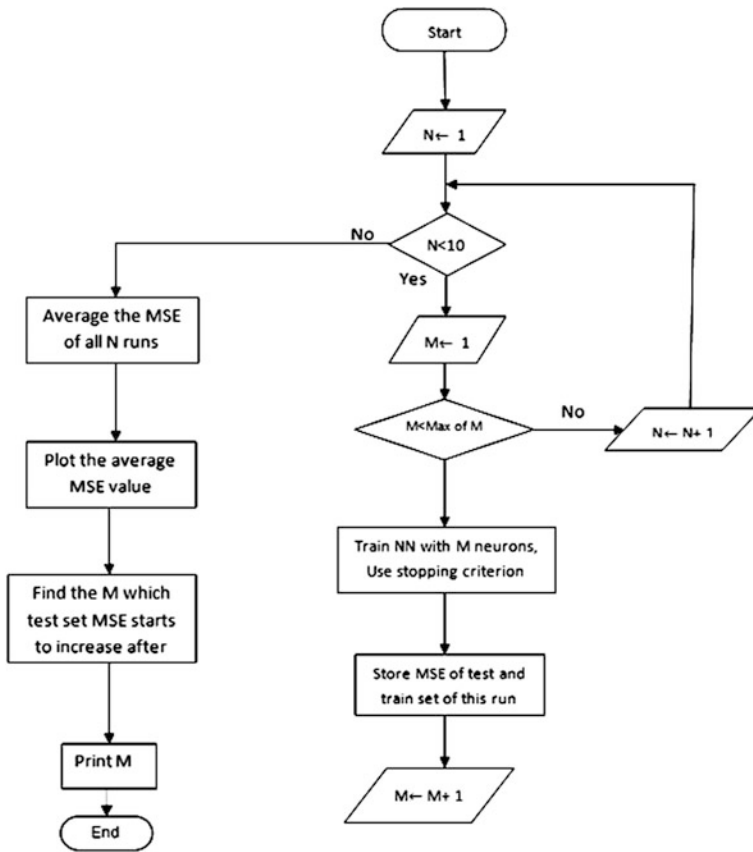 Start
N← 1
N<10
No
Yes
Average the MSE
of all N runs
M← 1
M<Max of M
No
N← N+ 1
Plot the average
MSE value
Train NN with M neurons,
Use stopping criterion
Find the M which
test set MSE starts
to increase after
Store MSE of test and
train set of this run
Print M
M← M+ 1
End